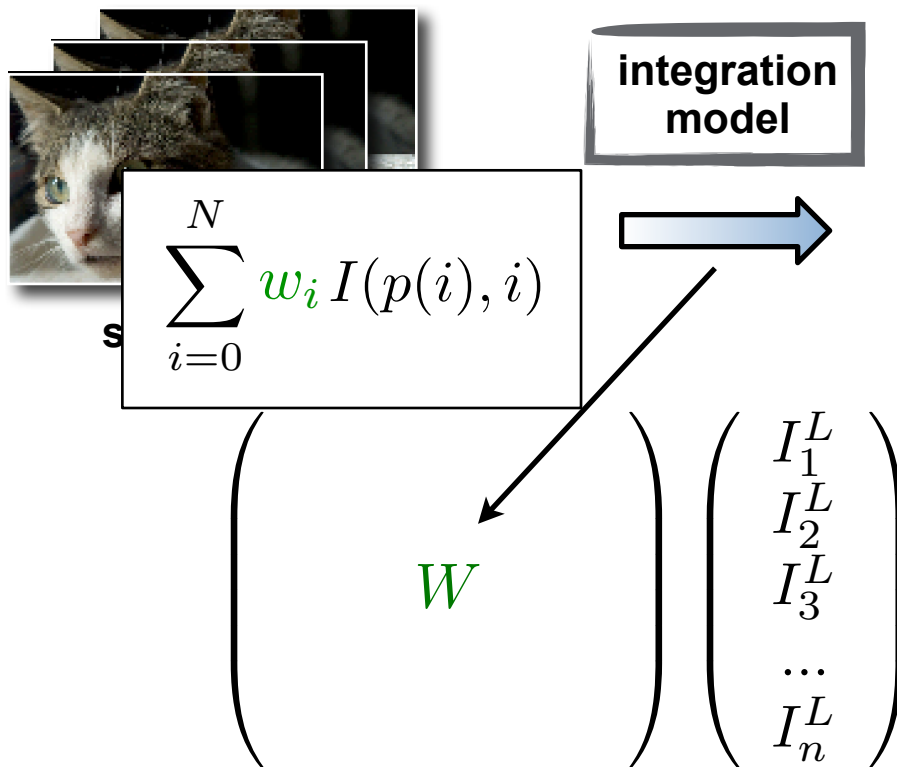 integration
model
N
∑ w_i I(p(i), i)
i=0
s
W
I_1^L
I_2^L
I_3^L
...
I_n^L